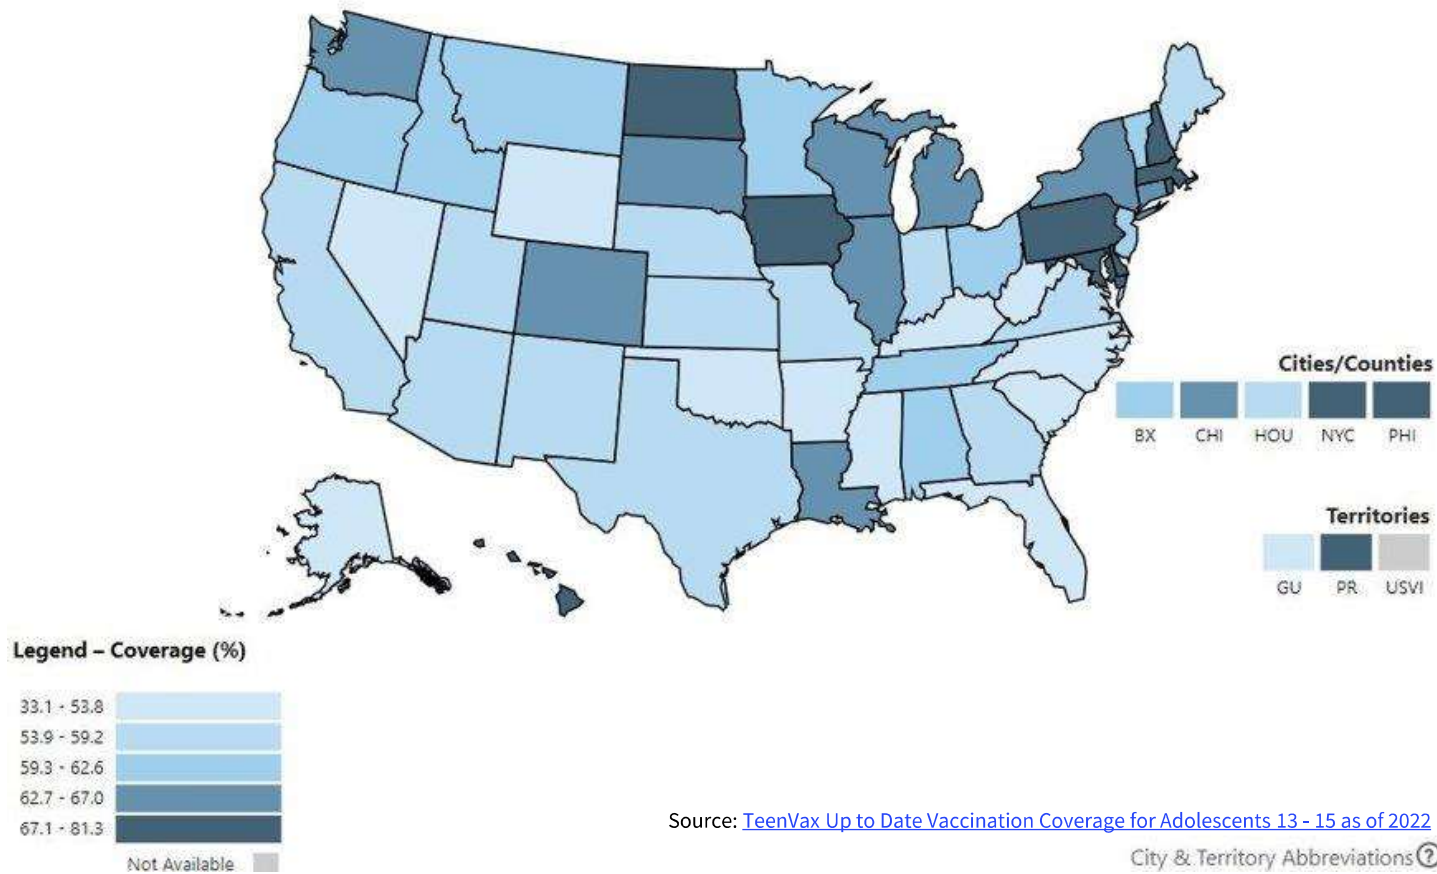 Cities/Counties
BX CHI HOU NYC PHI
Territories
GU PR USVI
Legend – Coverage (%)
33.1 - 53.8
53.9 - 59.2
59.3 - 62.6
62.7 - 67.0
67.1 - 81.3
Not Available
Source: TeenVax Up to Date Vaccination Coverage for Adolescents 13 - 15 as of 2022
City & Territory Abbreviations ?